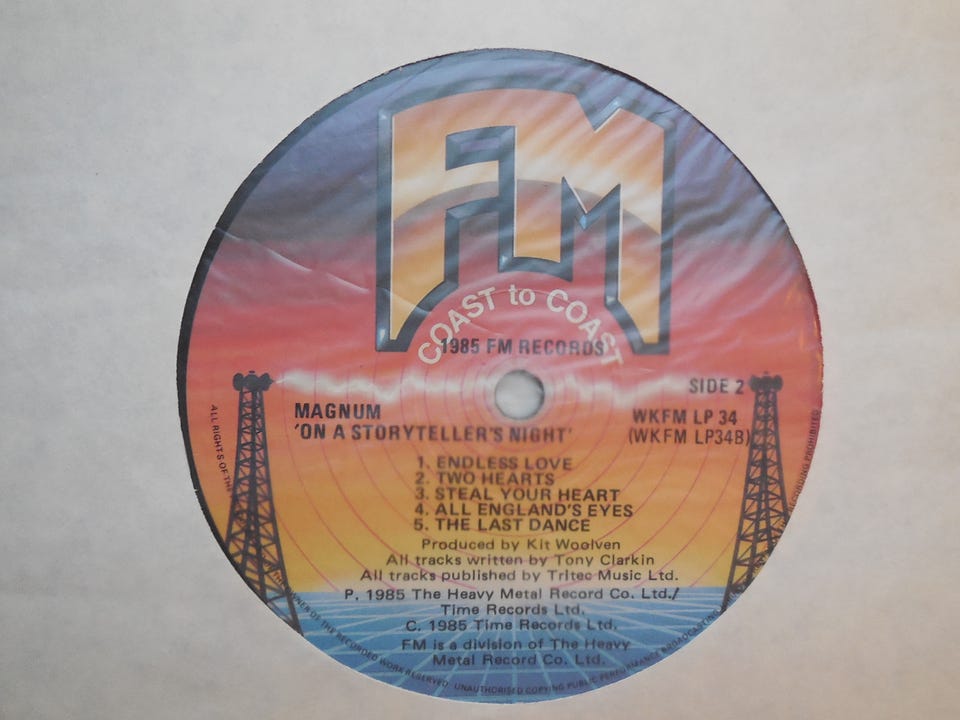 FM
COAST to COAST
1985 FM RECORDS
SIDE 2
MAGNUM
'ON A STORYTELLER'S NIGHT'
WKFM LP 34
(WKFM LP34B)
1. ENDLESS LOVE
2. TWO HEARTS
3. STEAL YOUR HEART
4. ALL ENGLAND'S EYES
5. THE LAST DANCE
Produced by Kit Woolven
All tracks written by Tony Clarkin
All tracks published by Tritec Music Ltd.
P. 1985 The Heavy Metal Record Co. Ltd./
Time Records Ltd.
C. 1985 Time Records Ltd.
FM is a division of The Heavy
Metal Record Co. Ltd.
ALL RIGHTS OF THE OWNER OF THE RECORDED WORK RESERVED UNAUTHORISED COPYING PUBLIC PERFORMANCE BROADCASTING RECORDING PROHIBITED